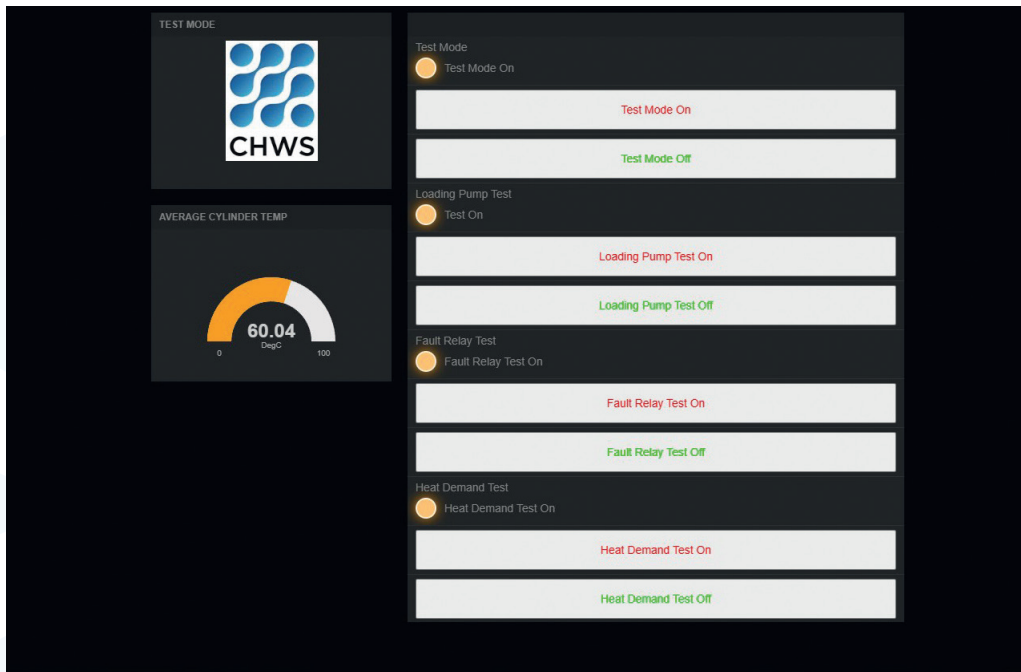 TEST MODE
CHWS
AVERAGE CYLINDER TEMP
60.04
DegC
0
100
Test Mode
Test Mode On
Test Mode On
Test Mode Off
Loading Pump Test
Test On
Loading Pump Test On
Loading Pump Test Off
Fault Relay Test
Fault Relay Test On
Fault Relay Test On
Fault Relay Test Off
Heat Demand Test
Heat Demand Test On
Heat Demand Test On
Heat Demand Test Off